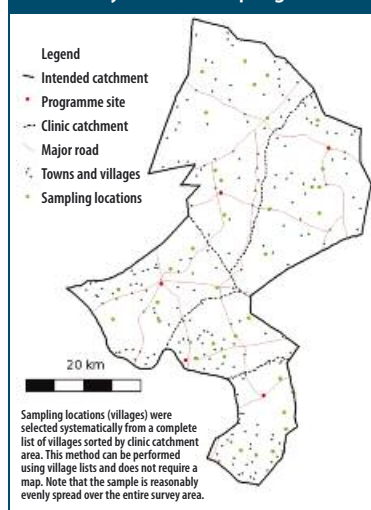 Legend
Intended catchment
Programme site
Clinic catchment
Major road
Towns and villages
Sampling locations
20 km
Sampling locations (villages) were
selected systematically from a complete
list of villages sorted by clinic catchment
area. This method can be performed
using village lists and does not require a
map. Note that the sample is reasonably
evenly spread over the entire survey area.